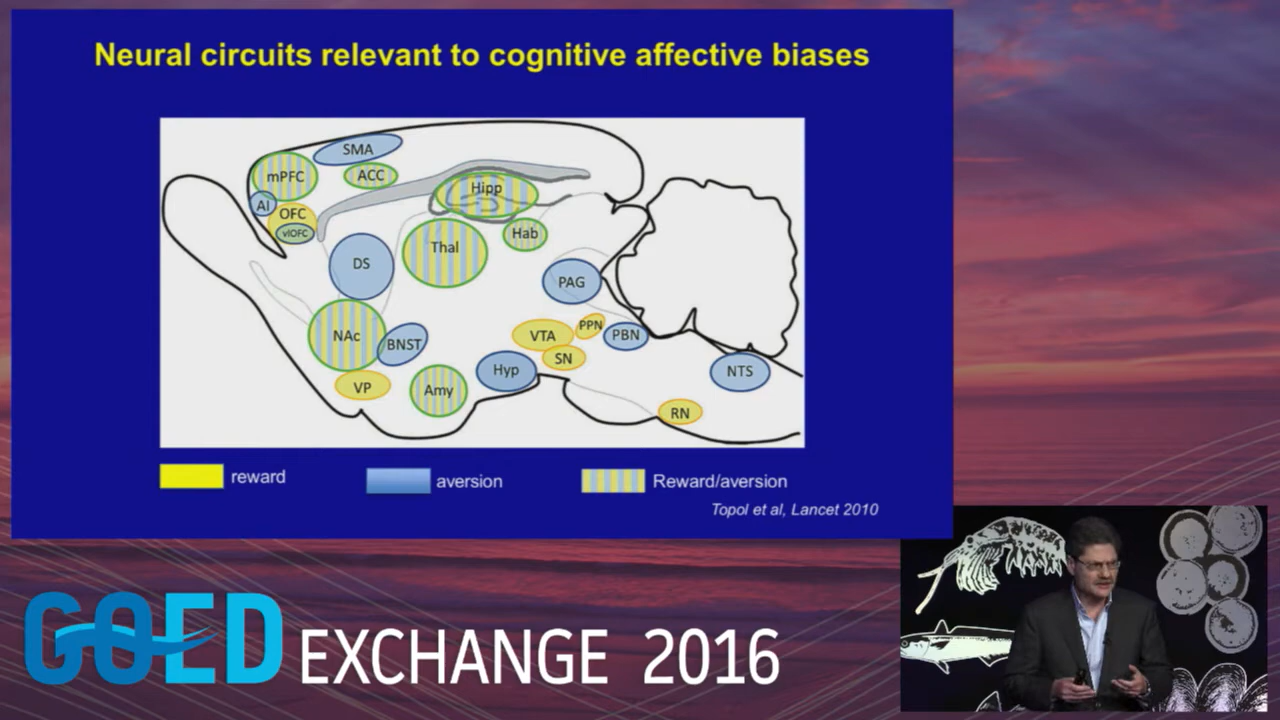 Neural circuits relevant to cognitive affective biases
SMA
mPFC
ACC
AI
OFC
vlOFC
Hipp
Hab
Thal
DS
PAG
NAc
BNST
VTA
PPN
PBN
SN
VP
Amy
Hyp
NTS
RN
reward
aversion
Reward/aversion
Topol et al, Lancet 2010
GOED EXCHANGE 2016